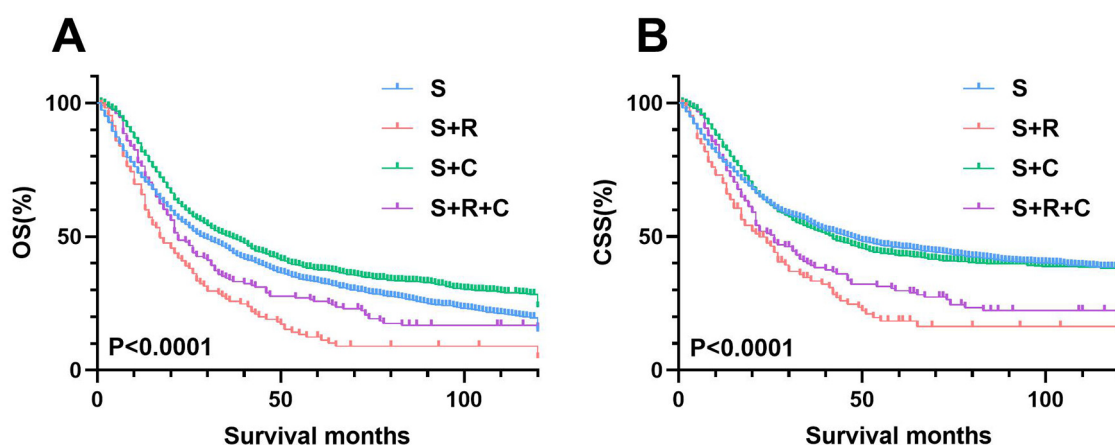 A
OS(%)
100
50
0
S
S+R
S+C
S+R+C
P<0.0001
0
50
100
Survival months
B
CSS(%)
100
50
0
S
S+R
S+C
S+R+C
P<0.0001
0
50
100
Survival months